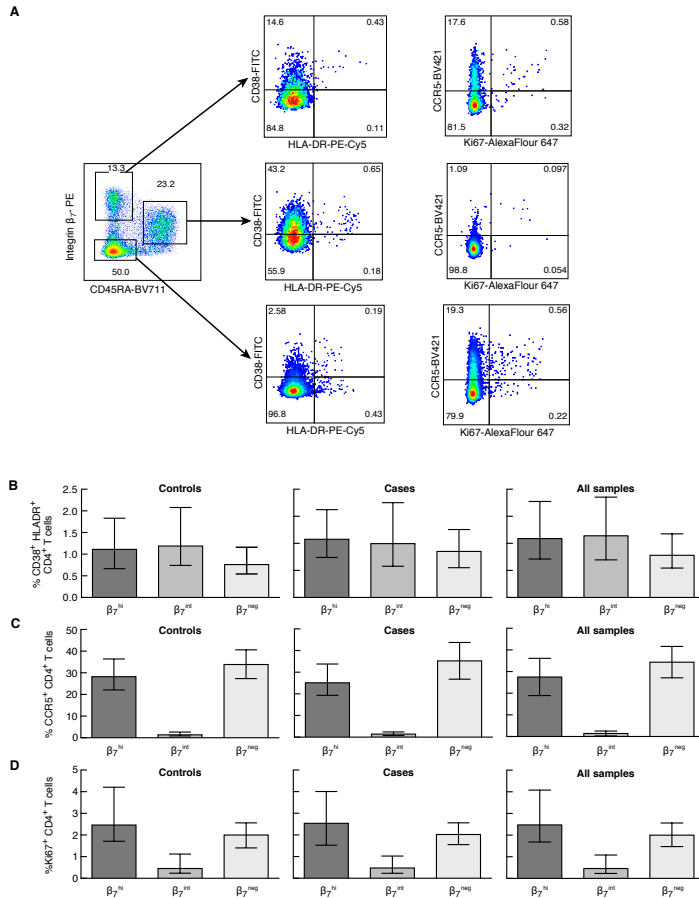 A
14.6 0.43
CD38-FITC
84.8 0.11
HLA-DR-PE-Cy5
17.6 0.58
CCR5-BV421
81.5 0.32
Ki67-AlexaFlour 647
13.3
23.2
Integrin β7- PE
50.0
CD45RA-BV711
43.2 0.65
CD38-FITC
55.9 0.18
HLA-DR-PE-Cy5
1.09 0.097
CCR5-BV421
98.8 0.054
Ki67-AlexaFlour 647
2.58 0.19
CD38-FITC
96.8 0.43
HLA-DR-PE-Cy5
19.3 0.56
CCR5-BV421
79.9 0.22
Ki67-AlexaFlour 647
B
Controls Cases All samples
% CD38+ HLADR+
CD4+ T cells
2.5
2.0
1.5
1.0
0.5
0.0
β7hi β7int β7neg β7hi β7int β7neg β7hi β7int β7neg
C
Controls Cases All samples
% CCR5+ CD4+ T cells
50
40
30
20
10
0
β7hi β7int β7neg β7hi β7int β7neg β7hi β7int β7neg
D
Controls Cases All samples
%Ki67+ CD4+ T cells
6
5
4
3
2
1
0
β7hi β7int β7neg β7hi β7int β7neg β7hi β7int β7neg